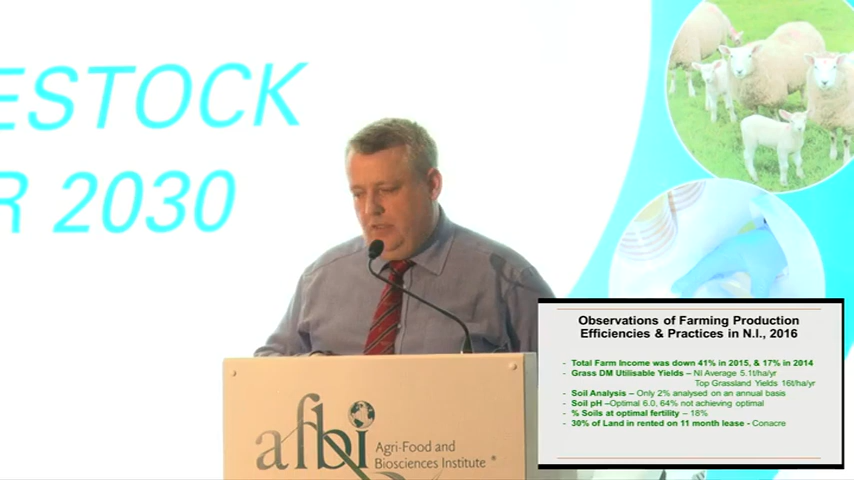 ESTOCK
R 2030
afbi
Agri-Food and
Biosciences Institute
Observations of Farming Production
Efficiencies & Practices in N.I., 2016
- Total Farm Income was down 41% in 2015, & 17% in 2014
- Grass DM Utilisable Yields – NI Average 5.1t/ha/yr
Top Grassland Yields 16t/ha/yr
- Soil Analysis – Only 2% analysed on an annual basis
- Soil pH –Optimal 6.0, 64% not achieving optimal
- % Soils at optimal fertility – 18%
- 30% of Land in rented on 11 month lease - Conacre